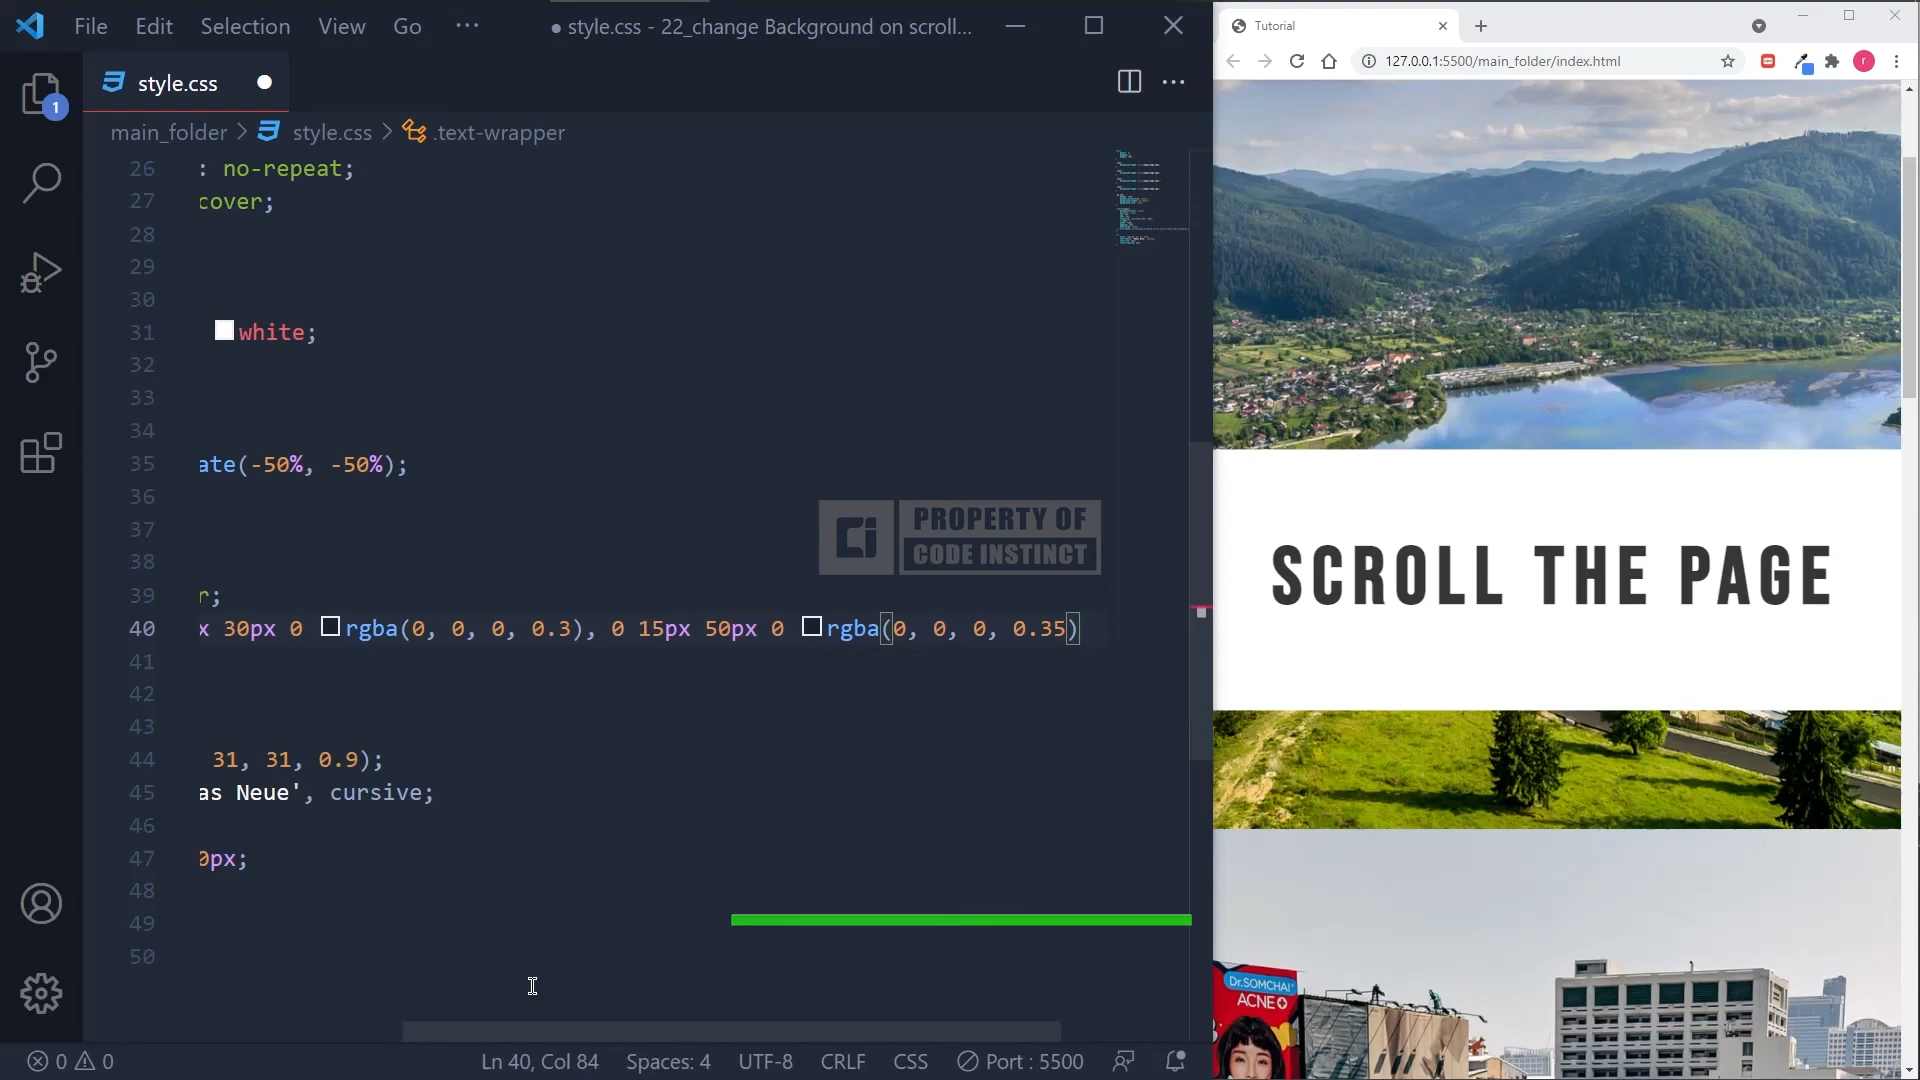 File Edit Selection View Go ···
● style.css - 22_change Background on scroll...
style.css
1
main_folder > style.css > .text-wrapper
26 : no-repeat;
27 cover;
28
29
30
31 white;
32
33
34
35 ate(-50%, -50%);
36
37
38
39 r;
40 x 30px 0 rgba(0, 0, 0, 0.3), 0 15px 50px 0 rgba(0, 0, 0, 0.35)
41
42
43
44 31, 31, 0.9);
45 as Neue', cursive;
46
47 0px;
48
49
50
Ci PROPERTY OF
CODE INSTINCT
0 0 Ln 40, Col 84 Spaces: 4 UTF-8 CRLF CSS Port : 5500
Tutorial
127.0.0.1:5500/main_folder/index.html
r
SCROLL THE PAGE
Dr.SOMCHAI
ACNE